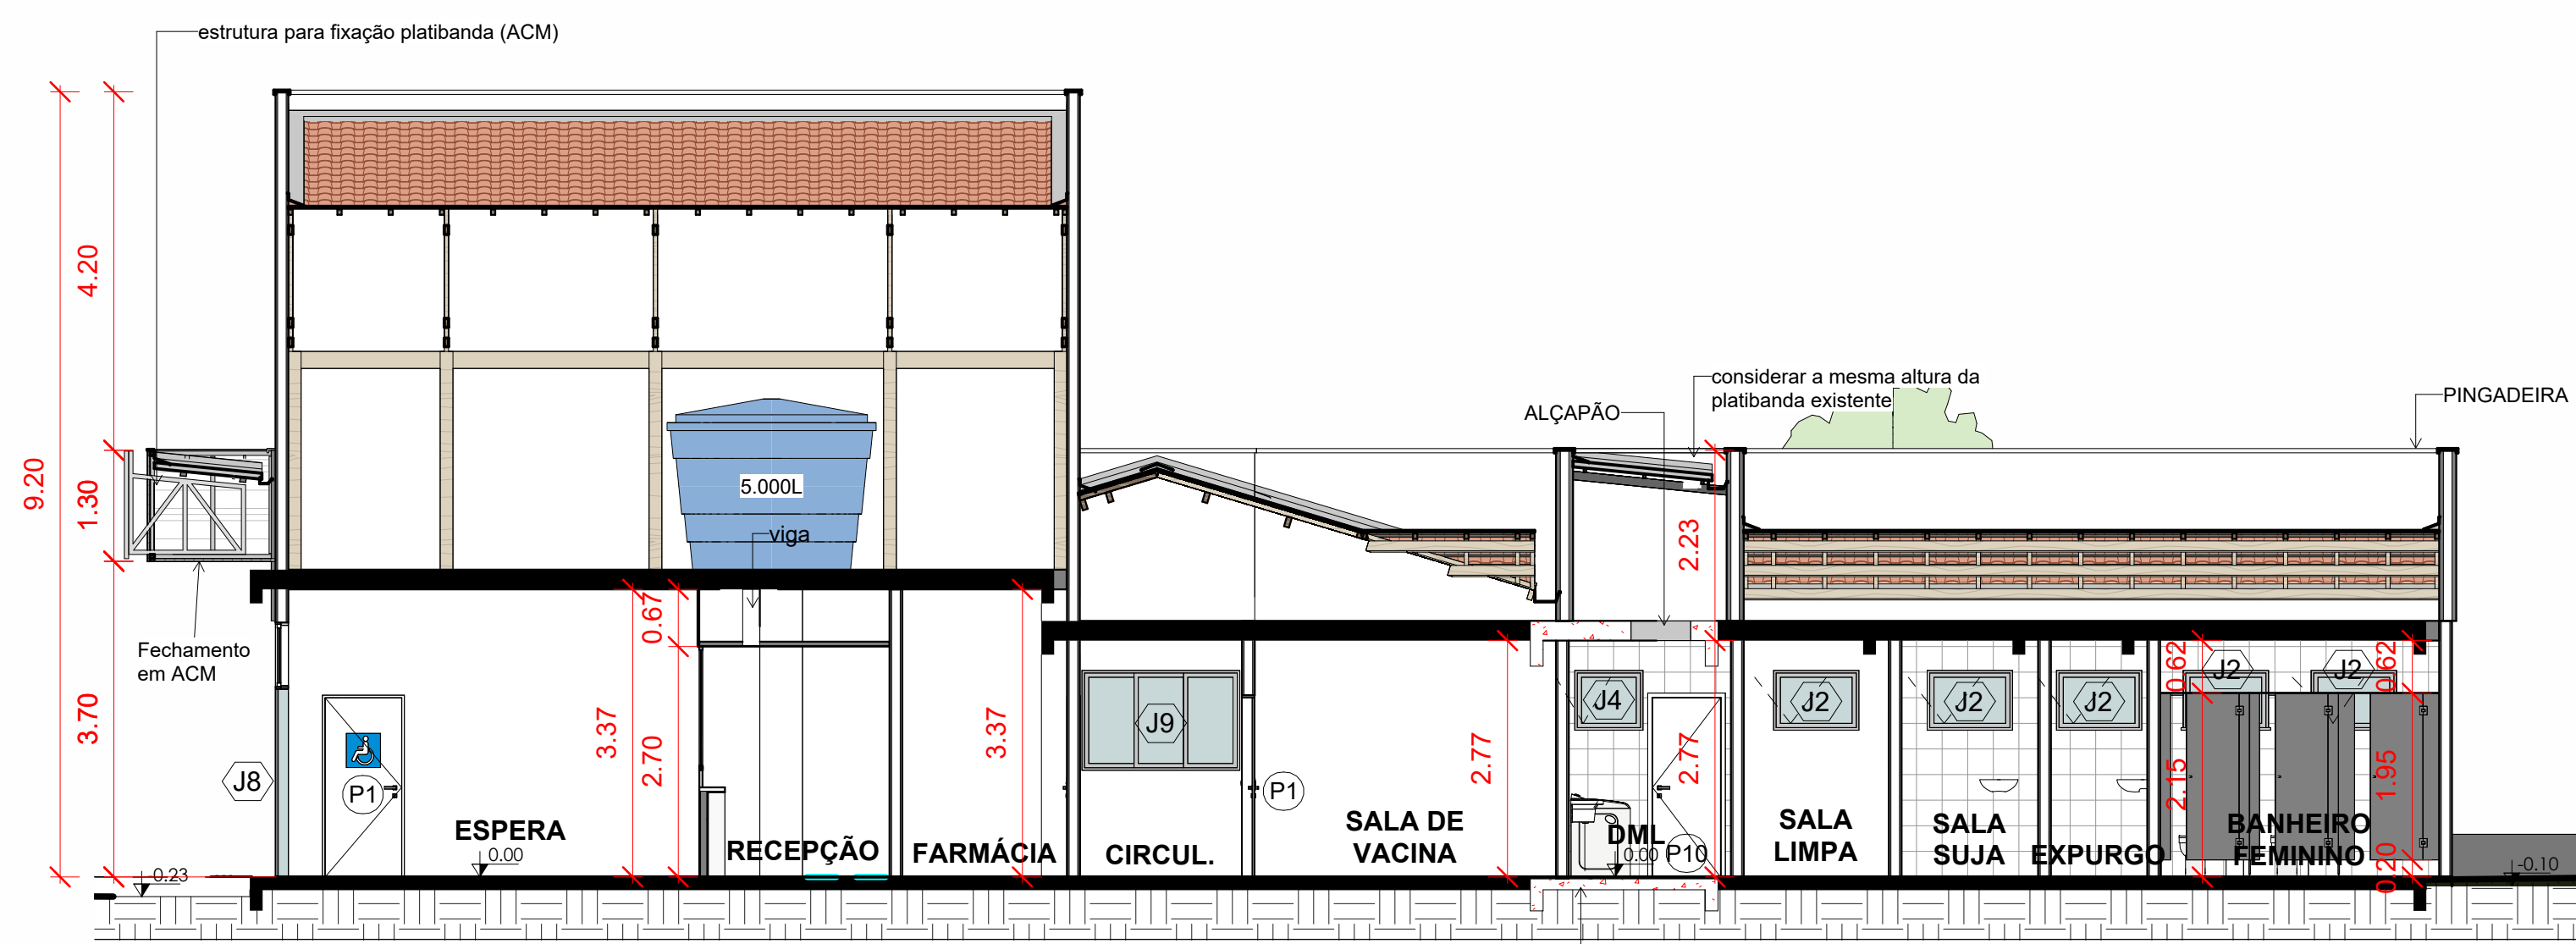 estrutura para fixação platibanda (ACM)
4.20
9.20
1.30
3.70
considerar a mesma altura da
platibanda existente
ALÇAPÃO
PINGADEIRA
5.000L
viga
2.23
Fechamento
em ACM
0.67
3.37
2.70
3.37
2.77
2.77
0.62
0.62
2.15
1.95
0.20
J8
P1
J9
P1
J4
P10
J2
J2
J2
J2
J2
ESPERA
0.00
RECEPÇÃO
FARMÁCIA
CIRCUL.
SALA DE
VACINA
DML
0.00
SALA
LIMPA
SALA
SUJA
EXPURGO
BANHEIRO
FEMININO
-0.23
-0.10